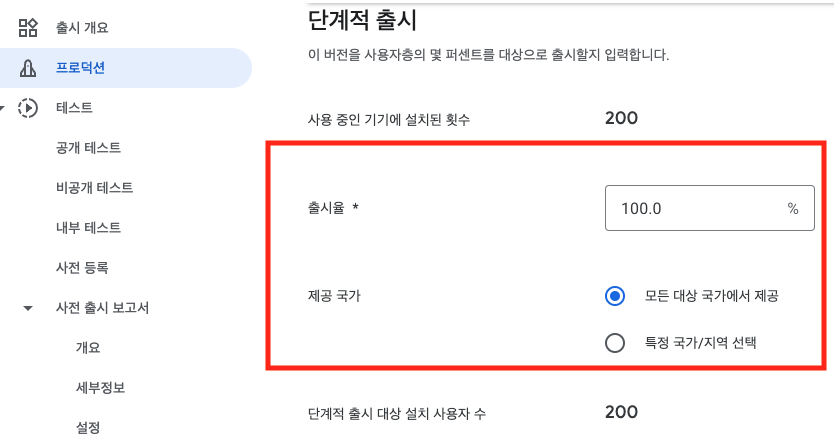 출시 개요
프로덕션
테스트
공개 테스트
비공개 테스트
내부 테스트
사전 등록
사전 출시 보고서
개요
세부정보
설정
단계적 출시
이 버전을 사용자층의 몇 퍼센트를 대상으로 출시할지 입력합니다.
사용 중인 기기에 설치된 횟수 200
출시율 * 100.0 %
제공 국가 모든 대상 국가에서 제공
특정 국가/지역 선택
단계적 출시 대상 설치 사용자 수 200